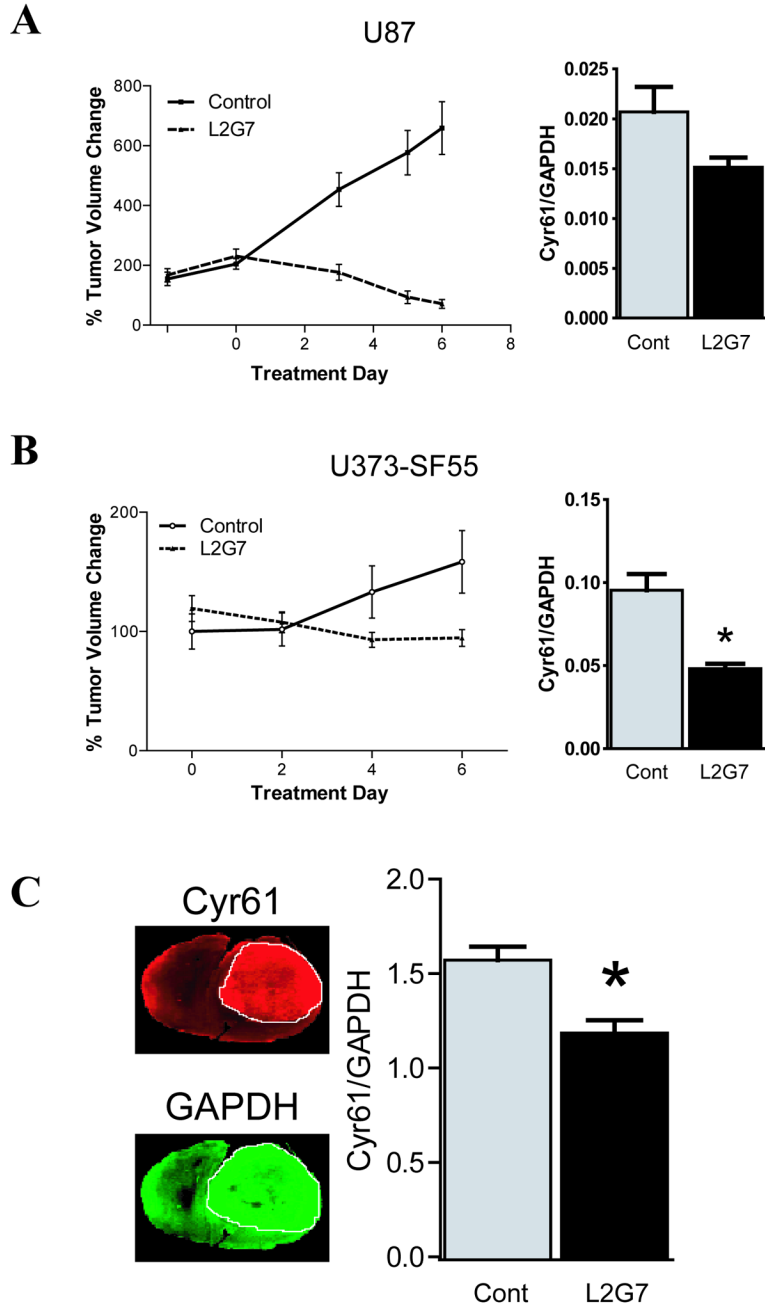 A
U87
800
600
400
200
0
% Tumor Volume Change
Control
L2G7
0 2 4 6 8
Treatment Day
0.025
0.020
0.015
0.010
0.005
0.000
Cyr61/GAPDH
Cont L2G7
B
U373-SF55
200
100
0
% Tumor Volume Change
Control
L2G7
0 2 4 6
Treatment Day
0.15
0.10
0.05
0.00
Cyr61/GAPDH
*
Cont L2G7
C
Cyr61
GAPDH
2.0
1.5
1.0
0.5
0.0
Cyr61/GAPDH
*
Cont L2G7